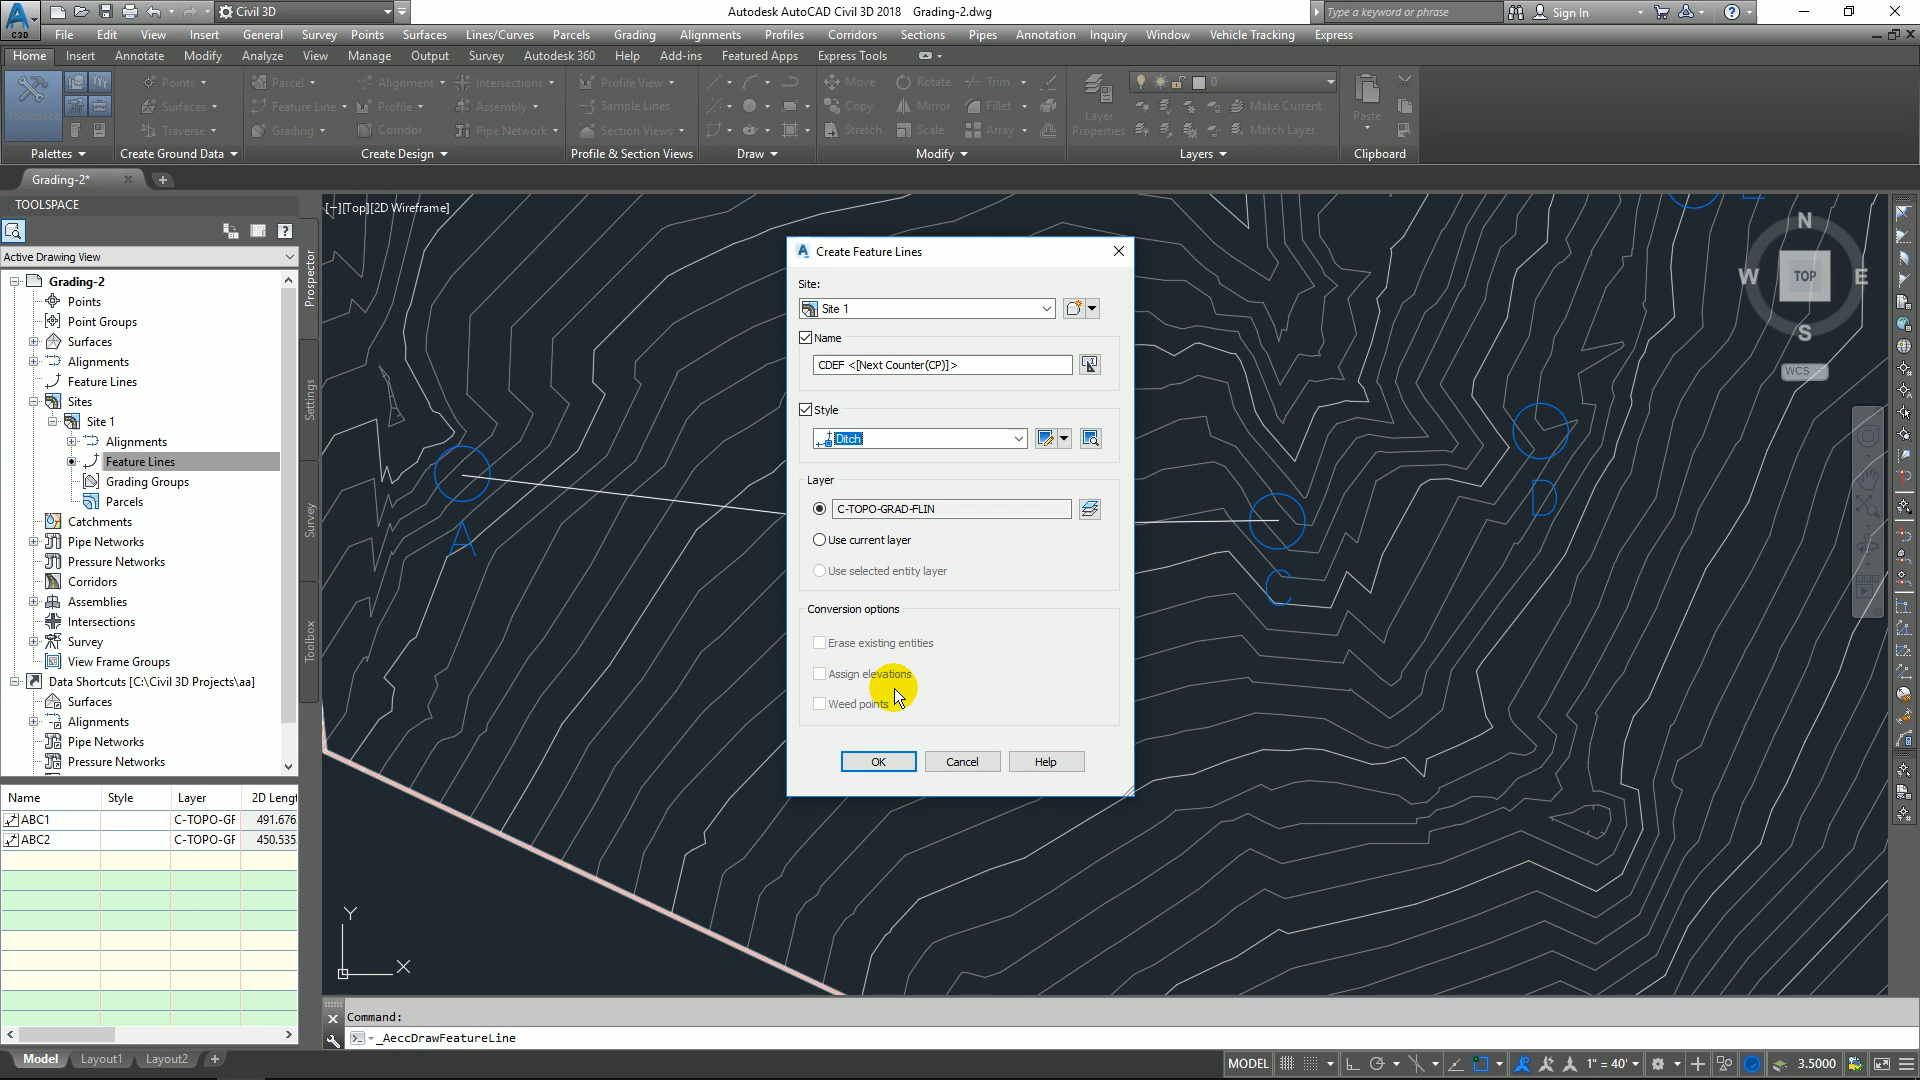 C3D
Civil 3D
Autodesk AutoCAD Civil 3D 2018 Grading-2.dwg
Type a keyword or phrase
Sign In
File Edit View Insert General Survey Points Surfaces Lines/Curves Parcels Grading Alignments Profiles Corridors Sections Pipes Annotation Inquiry Window Vehicle Tracking Express
Home Insert Annotate Modify Analyze View Manage Output Survey Autodesk 360 Help Add-ins Featured Apps Express Tools
Points Parcel Alignment Intersections Profile View Move Rotate Trim 0
Toolspace Surfaces Feature Line Profile Assembly Sample Lines Copy Mirror Fillet Layer Properties Make Current Paste
Traverse Grading Corridor Pipe Network Section Views Stretch Scale Array Match Layer
Palettes Create Ground Data Create Design Profile & Section Views Draw Modify Layers Clipboard
Grading-2*
TOOLSPACE
Active Drawing View
Grading-2
Points
Point Groups
Surfaces
Alignments
Feature Lines
Sites
Site 1
Alignments
Feature Lines
Grading Groups
Parcels
Catchments
Pipe Networks
Pressure Networks
Corridors
Assemblies
Intersections
Survey
View Frame Groups
Data Shortcuts [C:\Civil 3D Projects\aa]
Surfaces
Alignments
Pipe Networks
Pressure Networks
Prospector
Settings
Survey
Toolbox
Name Style Layer 2D Lengt
ABC1 C-TOPO-GF 491.676
ABC2 C-TOPO-GF 450.535
[−][Top][2D Wireframe]
A
C
D
N
W TOP E
S
WCS
Y
X
Create Feature Lines
Site:
Site 1
Name
CDEF <[Next Counter(CP)]>
Style
Ditch
Layer
C-TOPO-GRAD-FLIN
Use current layer
Use selected entity layer
Conversion options
Erase existing entities
Assign elevations
Weed points
OK Cancel Help
Command:
_AeccDrawFeatureLine
Model Layout1 Layout2
MODEL 1" = 40' 3.5000